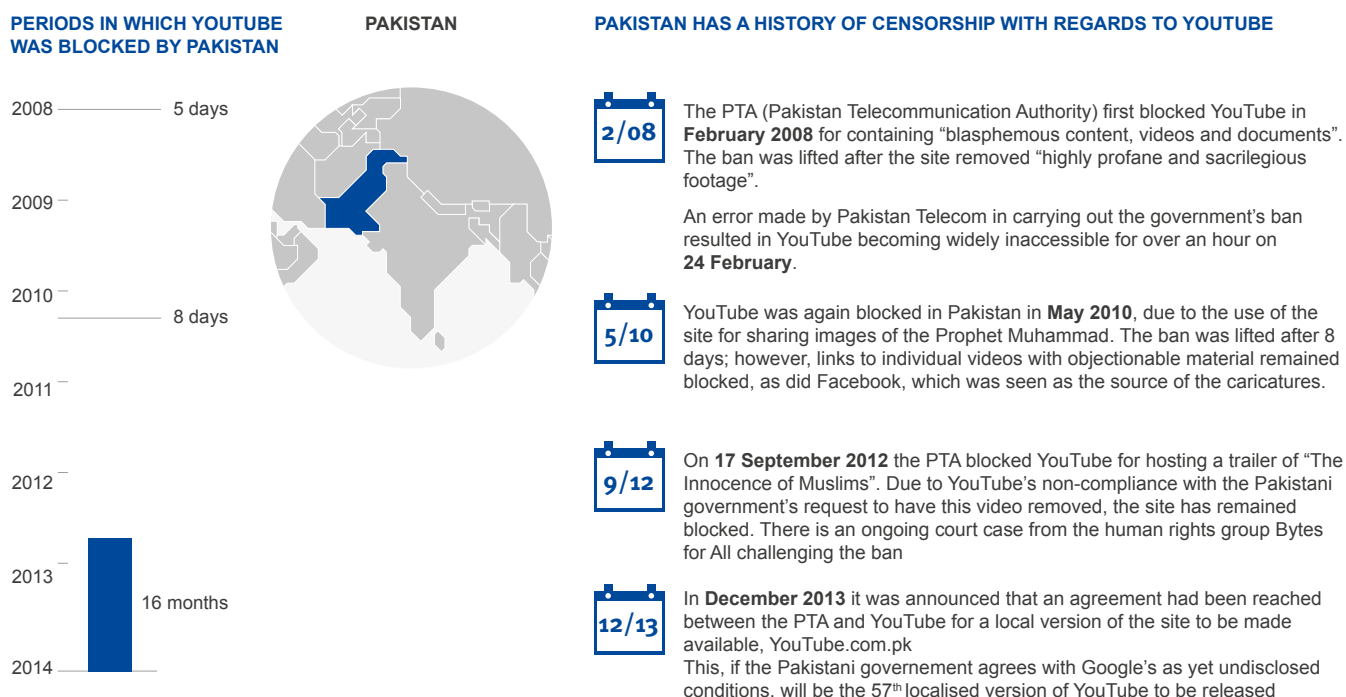 PERIODS IN WHICH YOUTUBE
WAS BLOCKED BY PAKISTAN
2008
5 days
2009
2010
8 days
2011
2012
2013
16 months
2014
PAKISTAN
PAKISTAN HAS A HISTORY OF CENSORSHIP WITH REGARDS TO YOUTUBE
2/08
The PTA (Pakistan Telecommunication Authority) first blocked YouTube in
February 2008 for containing “blasphemous content, videos and documents”.
The ban was lifted after the site removed “highly profane and sacrilegious
footage”.
An error made by Pakistan Telecom in carrying out the government’s ban
resulted in YouTube becoming widely inaccessible for over an hour on
24 February.
5/10
YouTube was again blocked in Pakistan in May 2010, due to the use of the
site for sharing images of the Prophet Muhammad. The ban was lifted after 8
days; however, links to individual videos with objectionable material remained
blocked, as did Facebook, which was seen as the source of the caricatures.
9/12
On 17 September 2012 the PTA blocked YouTube for hosting a trailer of “The
Innocence of Muslims”. Due to YouTube’s non-compliance with the Pakistani
government’s request to have this video removed, the site has remained
blocked. There is an ongoing court case from the human rights group Bytes
for All challenging the ban
12/13
In December 2013 it was announced that an agreement had been reached
between the PTA and YouTube for a local version of the site to be made
available, YouTube.com.pk
This, if the Pakistani governement agrees with Google’s as yet undisclosed
conditions, will be the 57th localised version of YouTube to be released